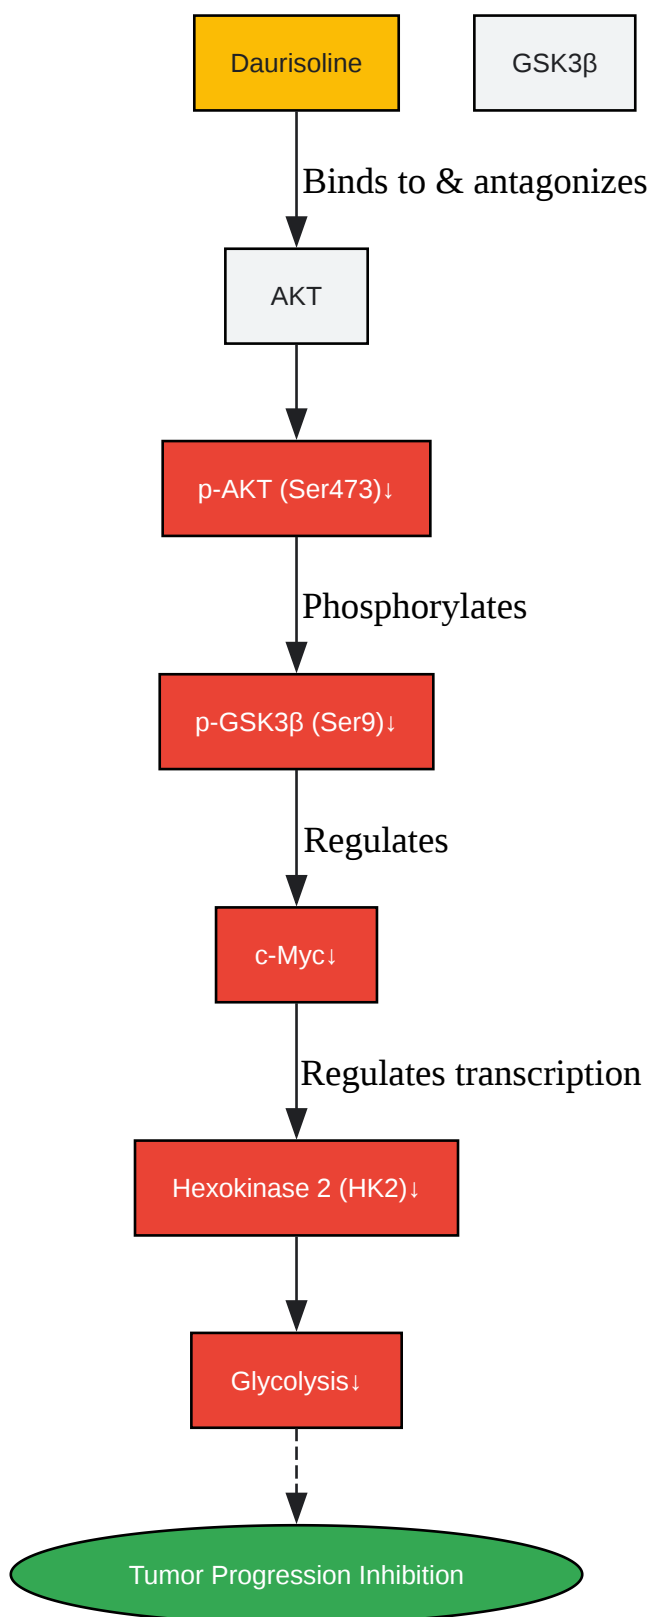 Daurisoline
GSK3β
Binds to & antagonizes
AKT
p-AKT (Ser473)↓
Phosphorylates
p-GSK3β (Ser9)↓
Regulates
c-Myc↓
Regulates transcription
Hexokinase 2 (HK2)↓
Glycolysis↓
Tumor Progression Inhibition